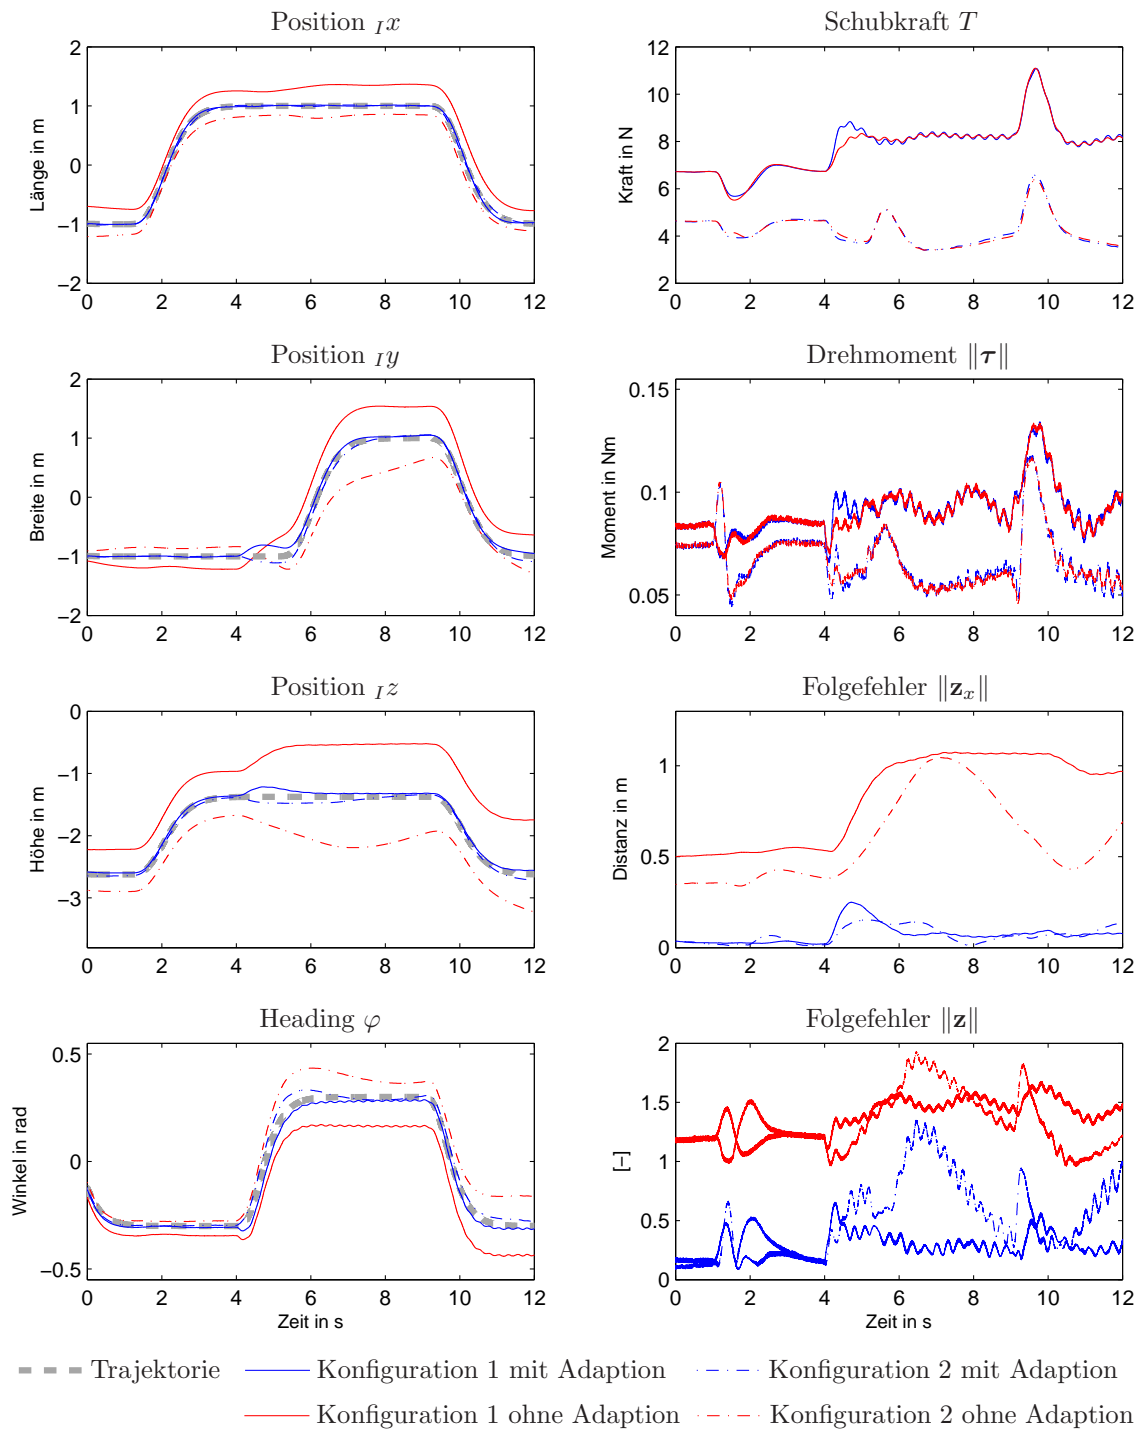 Position Ix
Schubkraft T
2
1
0
−1
−2
Länge in m
0 2 4 6 8 10 12
12
10
8
6
4
2
Kraft in N
0 2 4 6 8 10 12
Position Iy
Drehmoment ‖τ‖
2
1
0
−1
−2
Breite in m
0 2 4 6 8 10 12
0.15
0.1
0.05
Moment in Nm
0 2 4 6 8 10 12
Position Iz
Folgefehler ‖zx‖
0
−1
−2
−3
Höhe in m
0 2 4 6 8 10 12
1
0.5
0
Distanz in m
0 2 4 6 8 10 12
Heading φ
Folgefehler ‖z‖
0.5
0
−0.5
Winkel in rad
0 2 4 6 8 10 12
Zeit in s
2
1.5
1
0.5
0
[−]
0 2 4 6 8 10 12
Zeit in s
Trajektorie Konfiguration 1 mit Adaption Konfiguration 2 mit Adaption
Konfiguration 1 ohne Adaption Konfiguration 2 ohne Adaption